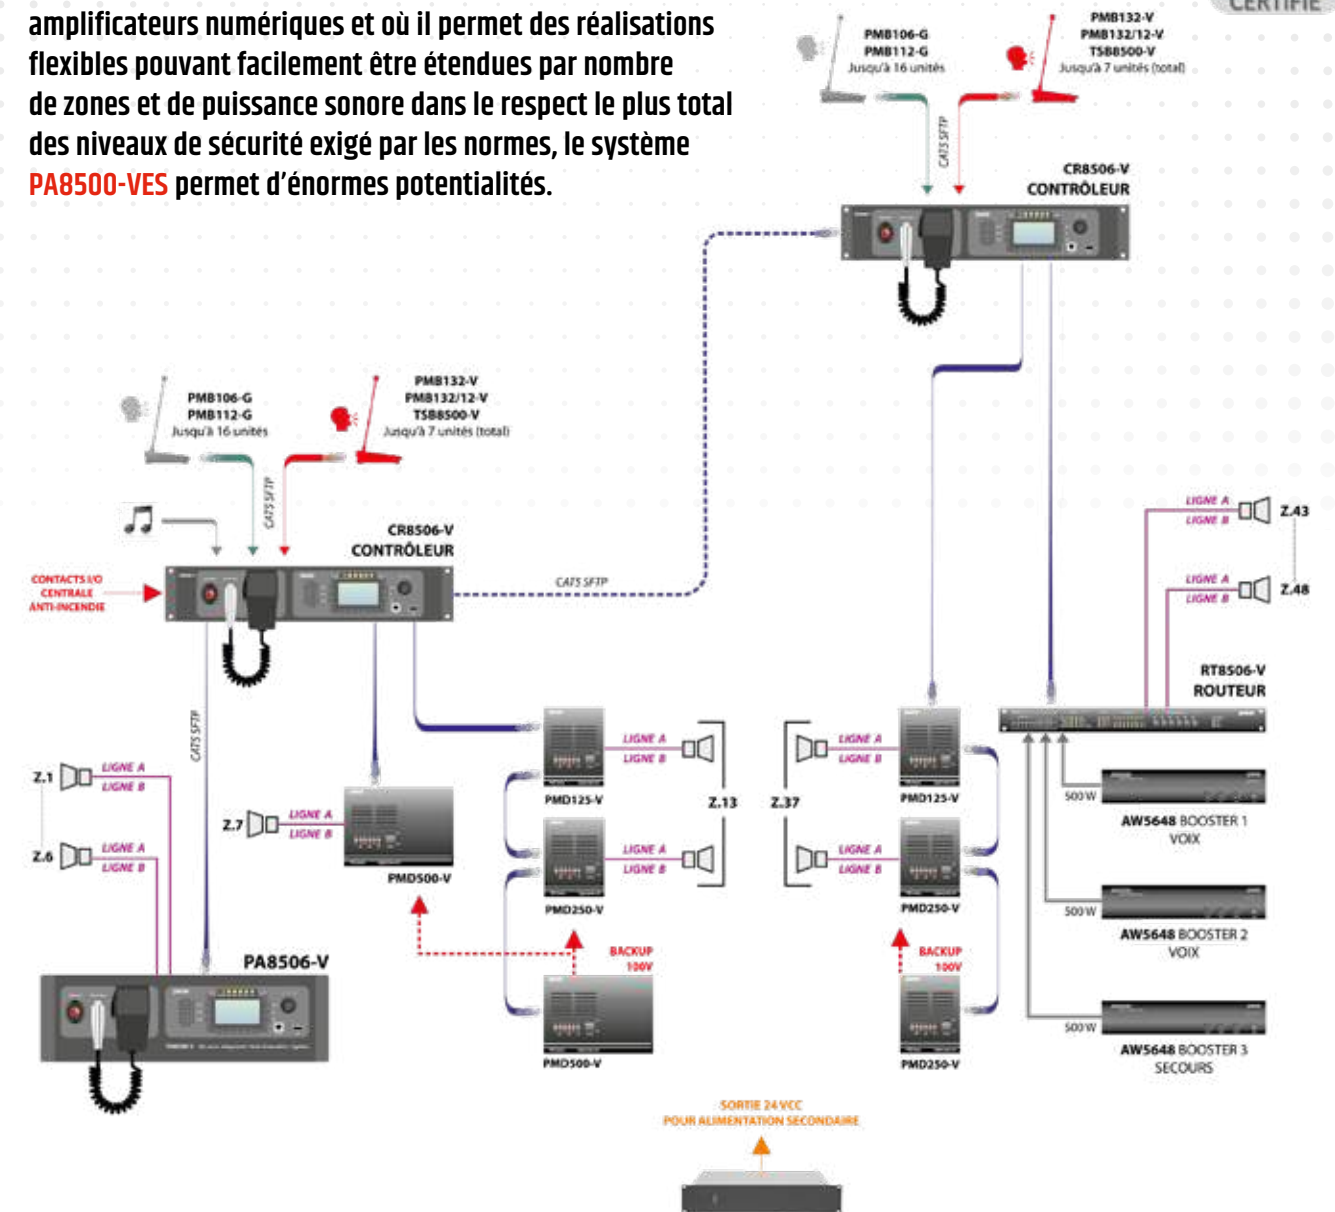 amplificateurs numériques et où il permet des réalisations
flexibles pouvant facilement être étendues par nombre
de zones et de puissance sonore dans le respect le plus total
des niveaux de sécurité exigé par les normes, le système
PA8500-VES permet d'énormes potentialités.
CERTIFIÉ
PMB106-G
PMB112-G
Jusqu'à 16 unités
PMB132-V
PMB132/12-V
TSB8500-V
Jusqu'à 7 unités (total)
CAT5 SFTP
CR8506-V
CONTRÔLEUR
PMB106-G
PMB112-G
Jusqu'à 16 unités
PMB132-V
PMB132/12-V
TSB8500-V
Jusqu'à 7 unités (total)
CAT5 SFTP
CR8506-V
CONTRÔLEUR
CONTACTS I/O
CENTRALE
ANTI-INCENDIE
CAT5 SFTP
CAT5 SFTP
LIGNE A
LIGNE B
Z.43
LIGNE A
LIGNE B
Z.48
RT8506-V
ROUTEUR
Z.1
LIGNE A
LIGNE B
Z.6
LIGNE A
LIGNE B
Z.7
LIGNE A
LIGNE B
PMD500-V
LIGNE A
LIGNE B
PMD125-V
Z.13
LIGNE A
LIGNE B
PMD250-V
BACKUP
100V
PMD500-V
Z.37
LIGNE A
LIGNE B
PMD125-V
LIGNE A
LIGNE B
PMD250-V
BACKUP
100V
PMD250-V
500 W
AW5648 BOOSTER 1
VOIX
500 W
AW5648 BOOSTER 2
VOIX
500 W
AW5648 BOOSTER 3
SECOURS
PA8506-V
SORTIE 24 VCC
POUR ALIMENTATION SECONDAIRE